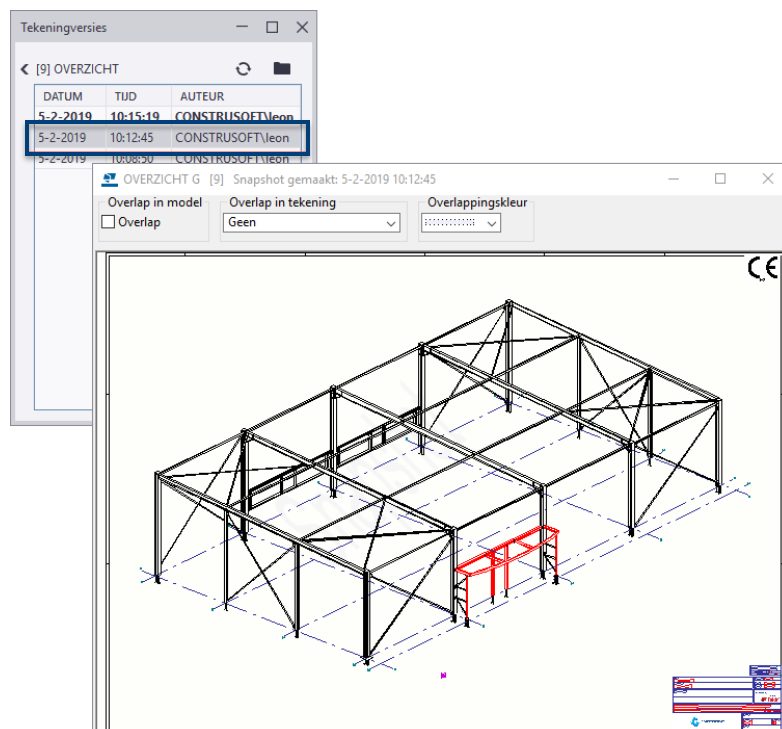 Tekeningversies
[9] OVERZICHT
DATUM TIJD AUTEUR
5-2-2019 10:15:19 CONSTRUSOFT\leon
5-2-2019 10:12:45 CONSTRUSOFT\leon
5-2-2019 10:08:50 CONSTRUSOFT\leon
OVERZICHT G [9] Snapshot gemaakt: 5-2-2019 10:12:45
Overlap in model Overlap in tekening Overlappingskleur
Overlap Geen
CE